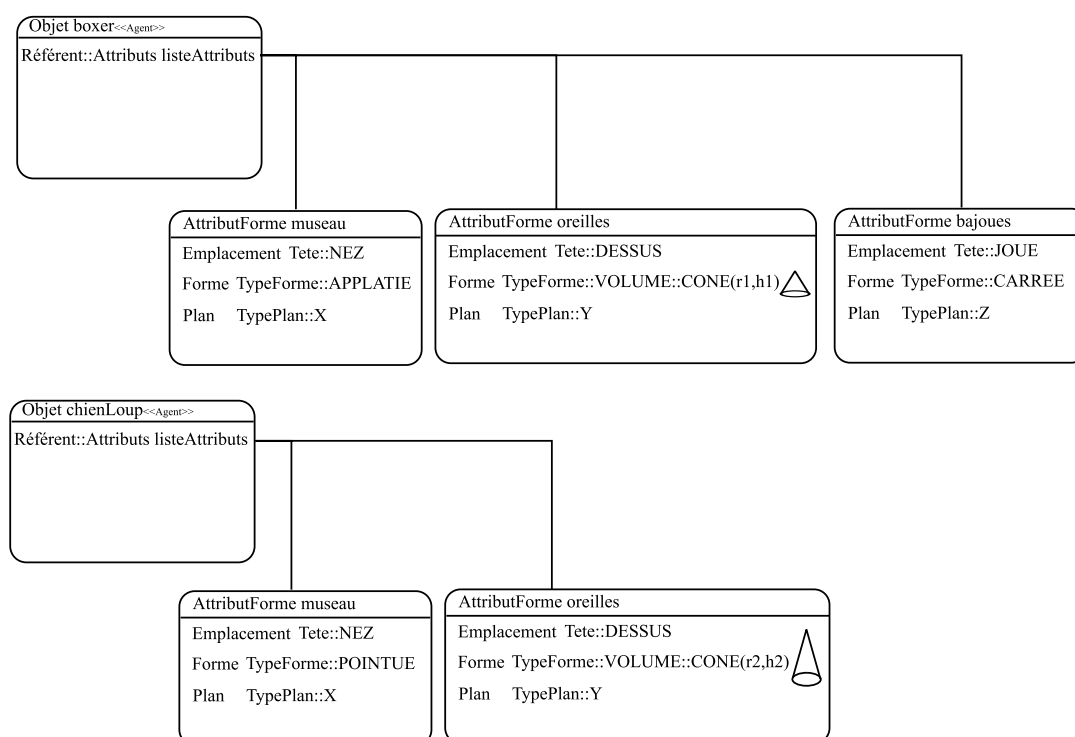 Objet boxer<<Agent>>
Référent::Attributs listeAttributs
AttributForme museau
Emplacement Tete::NEZ
Forme TypeForme::APPLATIE
Plan TypePlan::X
AttributForme oreilles
Emplacement Tete::DESSUS
Forme TypeForme::VOLUME::CONE(r1,h1)
Plan TypePlan::Y
AttributForme bajoues
Emplacement Tete::JOUE
Forme TypeForme::CARREE
Plan TypePlan::Z
Objet chienLoup<<Agent>>
Référent::Attributs listeAttributs
AttributForme museau
Emplacement Tete::NEZ
Forme TypeForme::POINTUE
Plan TypePlan::X
AttributForme oreilles
Emplacement Tete::DESSUS
Forme TypeForme::VOLUME::CONE(r2,h2)
Plan TypePlan::Y